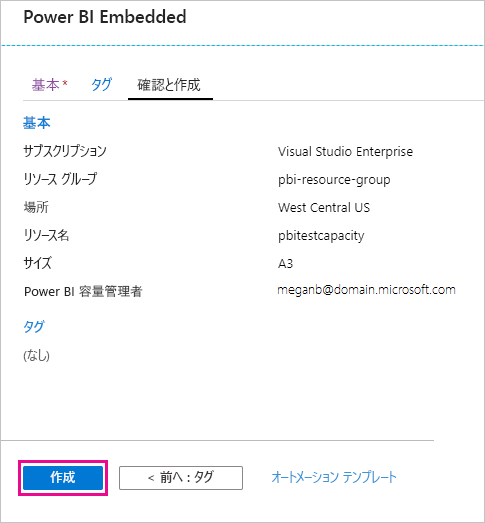 Power BI Embedded
基本 * タグ 確認と作成
基本
サブスクリプション Visual Studio Enterprise
リソース グループ pbi-resource-group
場所 West Central US
リソース名 pbitestcapacity
サイズ A3
Power BI 容量管理者 meganb@domain.microsoft.com
タグ
(なし)
作成 < 前へ : タグ オートメーション テンプレート